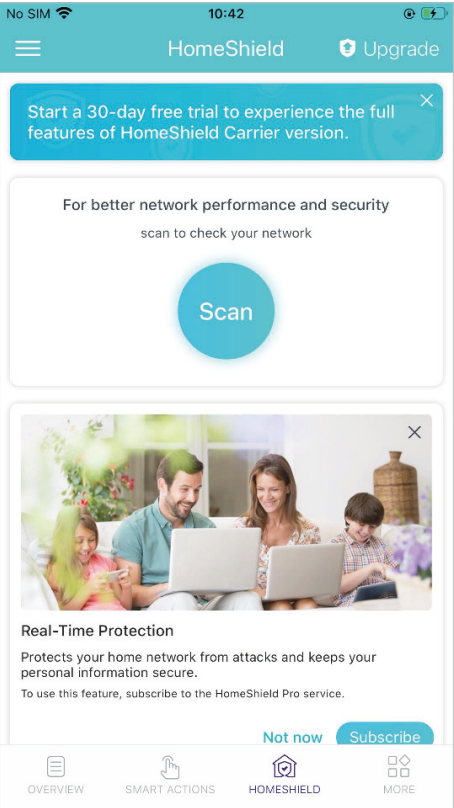 No SIM 10:42
HomeShield Upgrade
Start a 30-day free trial to experience the full
features of HomeShield Carrier version.
For better network performance and security
scan to check your network
Scan
Real-Time Protection
Protects your home network from attacks and keeps your
personal information secure.
To use this feature, subscribe to the HomeShield Pro service.
Not now Subscribe
OVERVIEW SMART ACTIONS HOMESHIELD MORE